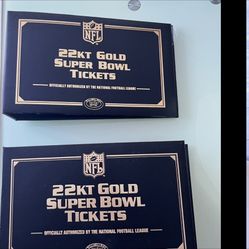 NFL
22KT GOLD
SUPER BOWL
TICKETS
OFFICIALLY AUTHORIZED BY THE NATIONAL FOOTBALL LEAGUE
NFL
22KT GOLD
SUPER BOWL
TICKETS
OFFICIALLY AUTHORIZED BY THE NATIONAL FOOTBALL LEAGUE